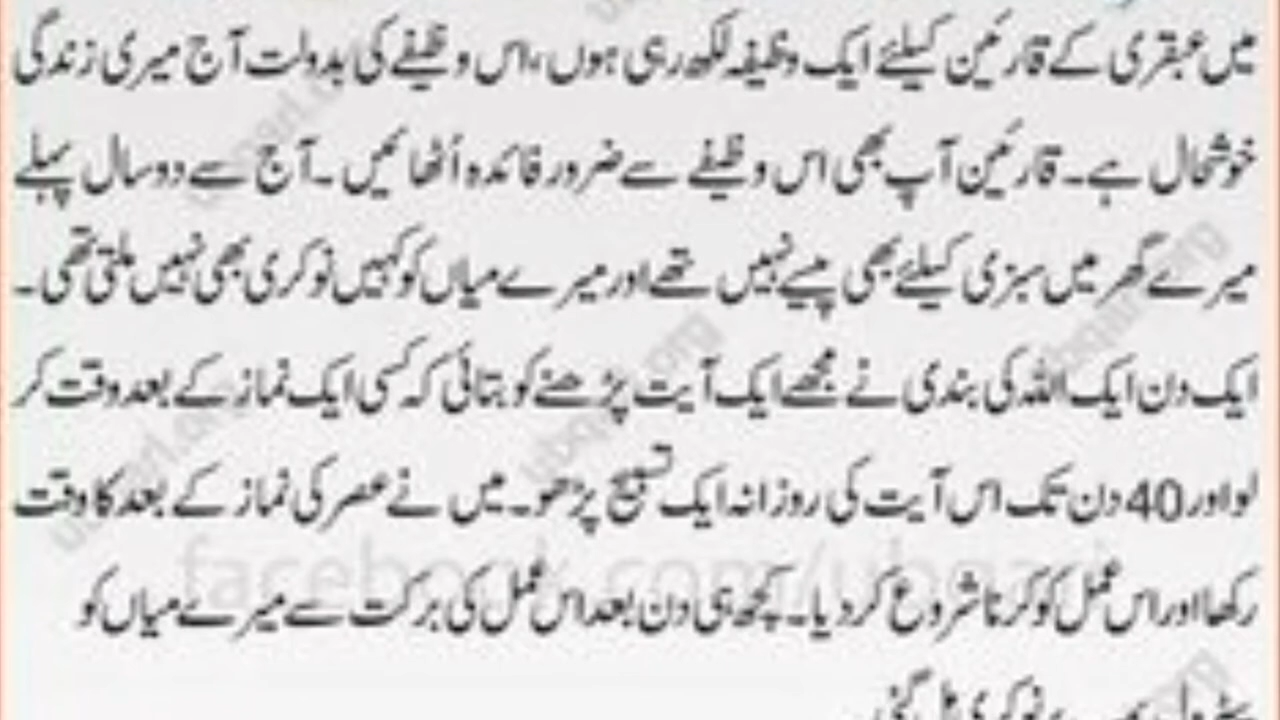 میں عبقری کے قارئین کیلئے ایک وظیفہ لکھ رہی ہوں، اس وظیفے کی بدولت آج میری زندگی
خوشحال ہے۔ قارئین آپ بھی اس وظیفے سے ضرور فائدہ اُٹھائیں۔ آج سے دو سال پہلے
میرے گھر میں سبزی کیلئے بھی پیسے نہیں تھے اور میرے میاں کو کہیں نوکری بھی نہیں ملتی تھی۔
ایک دن ایک اللہ کی بندی نے مجھے ایک آیت پڑھنے کو بتائی کہ کسی ایک نماز کے بعد وقت کر
لو اور 40 دن تک اس آیت کی روزانہ ایک تسبیح پڑھو۔ میں نے عصر کی نماز کے بعد کا وقت
رکھا اور اس عمل کو کرنا شروع کر دیا۔ کچھ ہی دن بعد اس عمل کی برکت سے میرے میاں کو
پر نوکری مل گئی